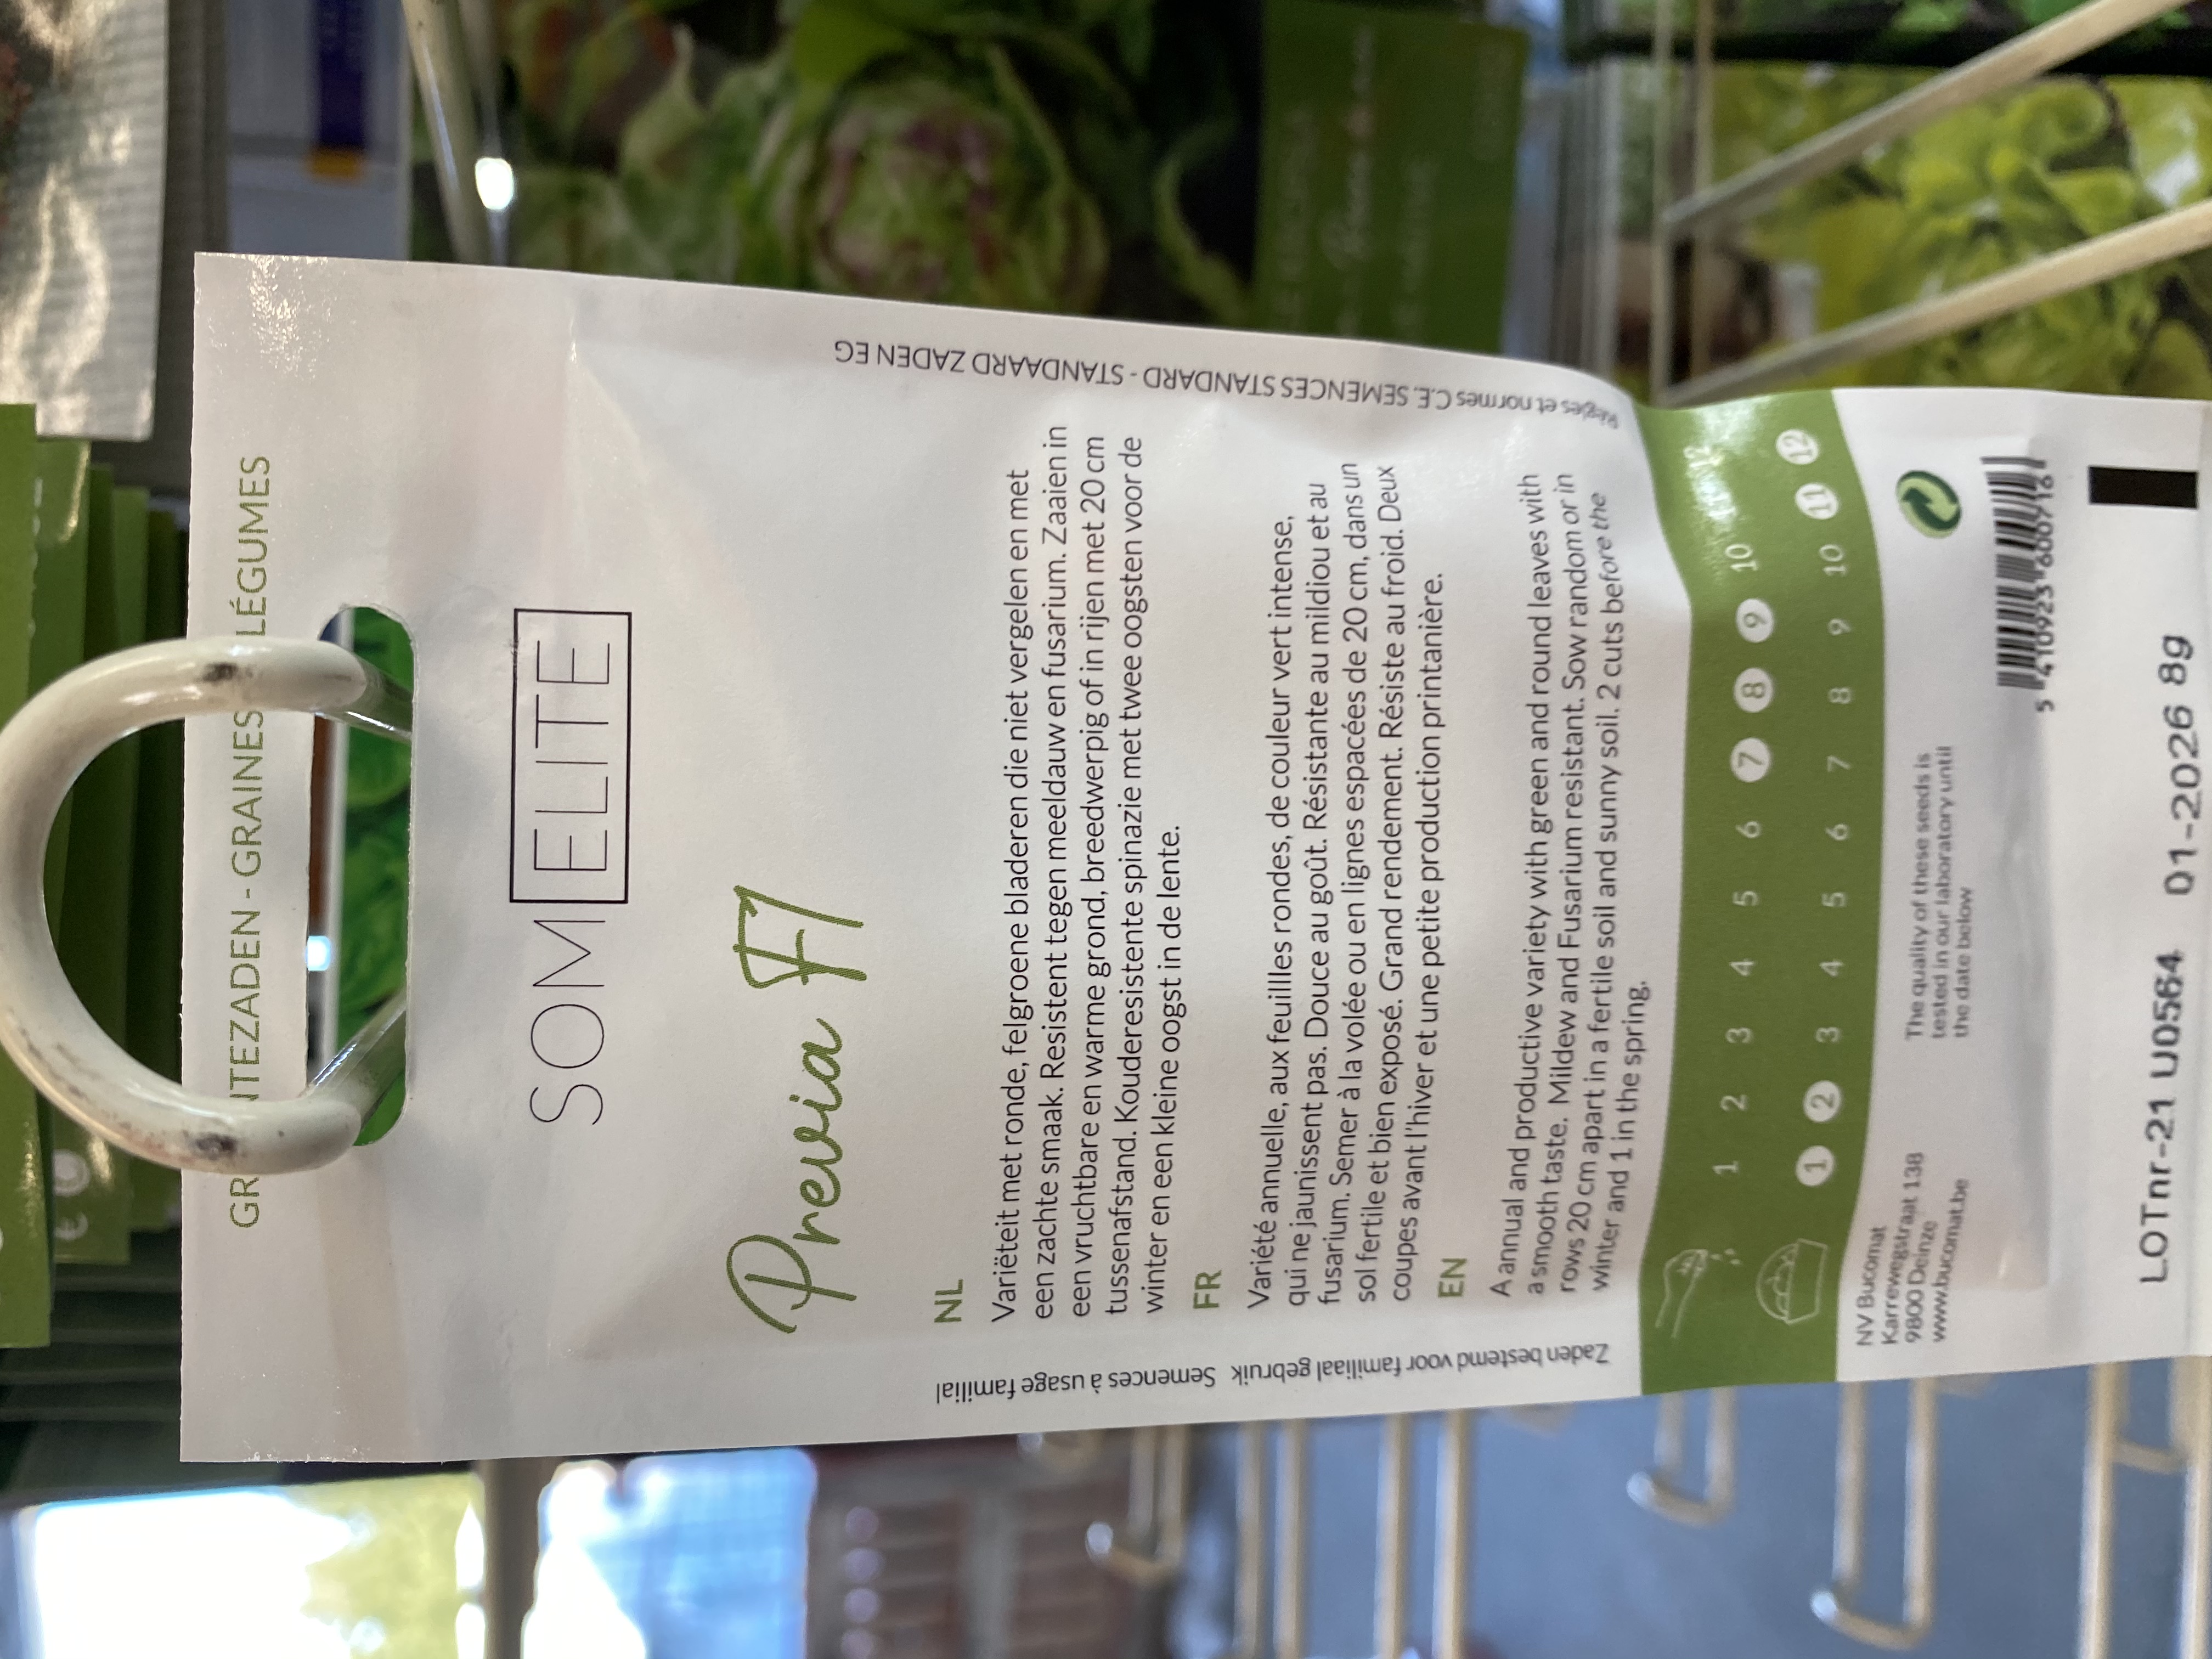 GR NTEZADEN - GRAINES LÉGUMES
SOM ELITE
Previa F1
NL
Variëteit met ronde, felgroene bladeren die niet vergelen en met
een zachte smaak. Resistent tegen meeldauw en fusarium. Zaaien in
een vruchtbare en warme grond, breedwerpig of in rijen met 20 cm
tussenafstand. Kouderesistente spinazie met twee oogsten voor de
winter en een kleine oogst in de lente.
FR
Variété annuelle, aux feuilles rondes, de couleur vert intense,
qui ne jaunissent pas. Douce au goût. Résistante au mildiou et au
fusarium. Semer à la volée ou en lignes espacées de 20 cm, dans un
sol fertile et bien exposé. Grand rendement. Résiste au froid. Deux
coupes avant l'hiver et une petite production printanière.
EN
A annual and productive variety with green and round leaves with
a smooth taste. Mildew and Fusarium resistant. Sow random or in
rows 20 cm apart in a fertile soil and sunny soil. 2 cuts before the
winter and 1 in the spring.
Zaden bestemd voor familiaal gebruik Semences à usage familial
Règles et normes C.E. SEMENCES STANDARD - STANDAARD ZADEN EG
1 2 3 4 5 6 7 8 9 10 11 12
1 2 3 4 5 6 7 8 9 10 11 12
NV Bucomat
Karrewegstraat 138
9800 Deinze
www.bucomat.be
The quality of these seeds is
tested in our laboratory until
the date below
5 410923 600716
LOTnr-21 U0564 01-2026 8g